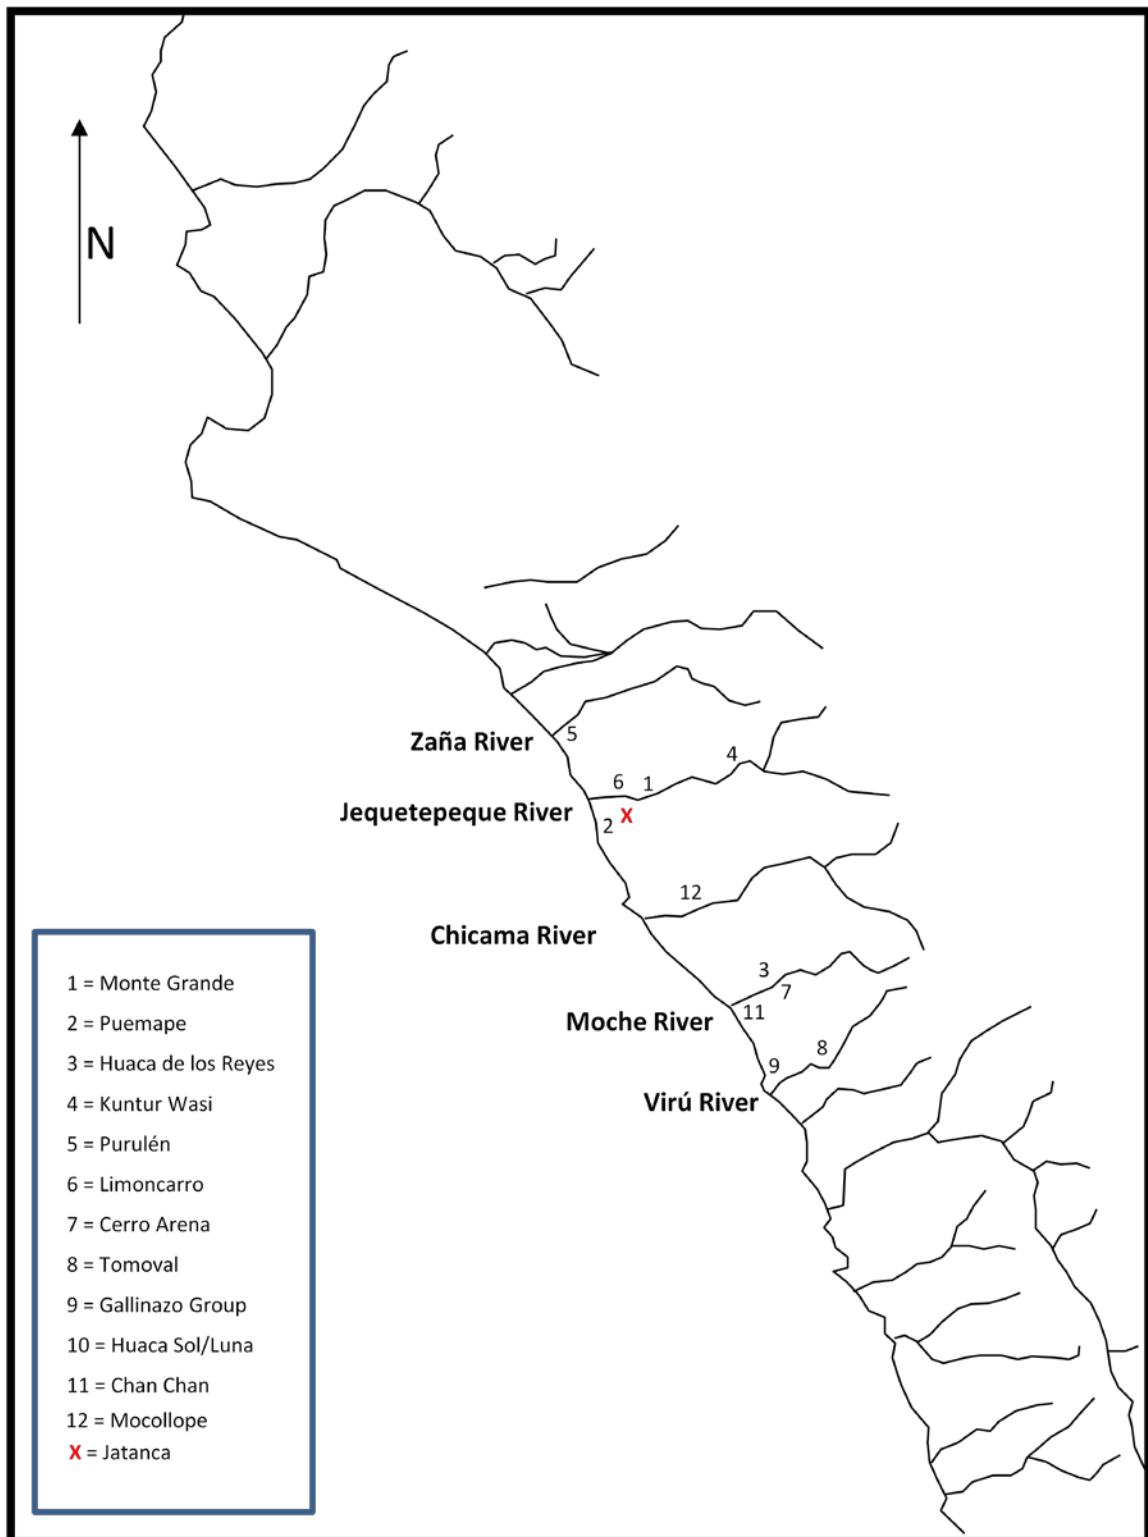 N
5
Zaña River
4
6 1
Jequetepeque River
X
2
12
Chicama River
3
7
11
Moche River
8
9
Virú River
1 = Monte Grande
2 = Puemape
3 = Huaca de los Reyes
4 = Kuntur Wasi
5 = Purulén
6 = Limoncarro
7 = Cerro Arena
8 = Tomoval
9 = Gallinazo Group
10 = Huaca Sol/Luna
11 = Chan Chan
12 = Mocollope
X = Jatanca